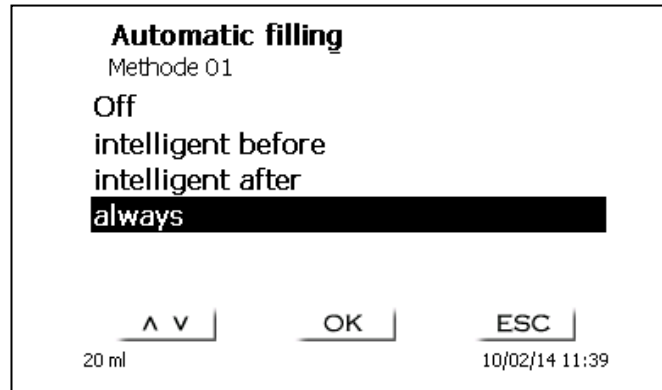 Automatic filling
Methode 01
Off
intelligent before
intelligent after
always
∧ ∨ OK ESC
20 ml 10/02/14 11:39